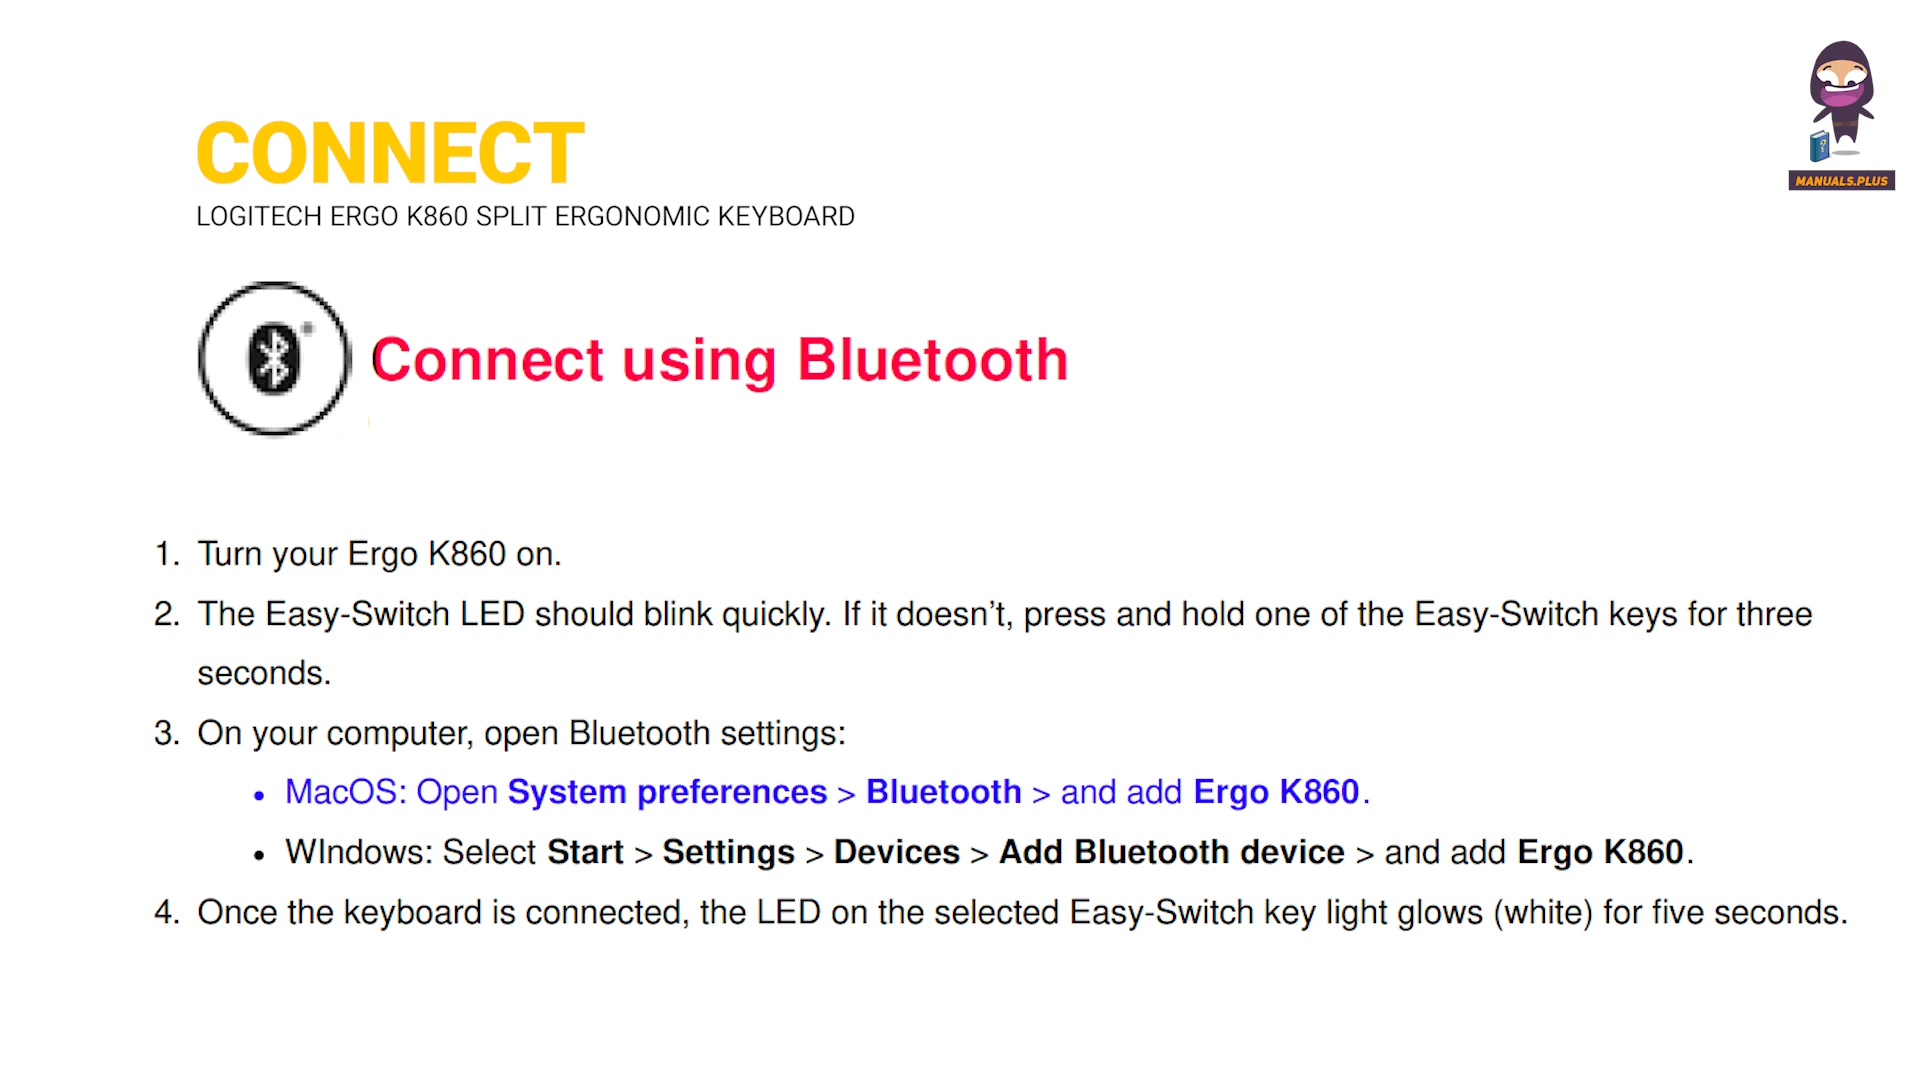 MANUALS.PLUS
CONNECT
LOGITECH ERGO K860 SPLIT ERGONOMIC KEYBOARD
Connect using Bluetooth
1. Turn your Ergo K860 on.
2. The Easy-Switch LED should blink quickly. If it doesn’t, press and hold one of the Easy-Switch keys for three
seconds.
3. On your computer, open Bluetooth settings:
• MacOS: Open System preferences > Bluetooth > and add Ergo K860.
• WIndows: Select Start > Settings > Devices > Add Bluetooth device > and add Ergo K860.
4. Once the keyboard is connected, the LED on the selected Easy-Switch key light glows (white) for five seconds.